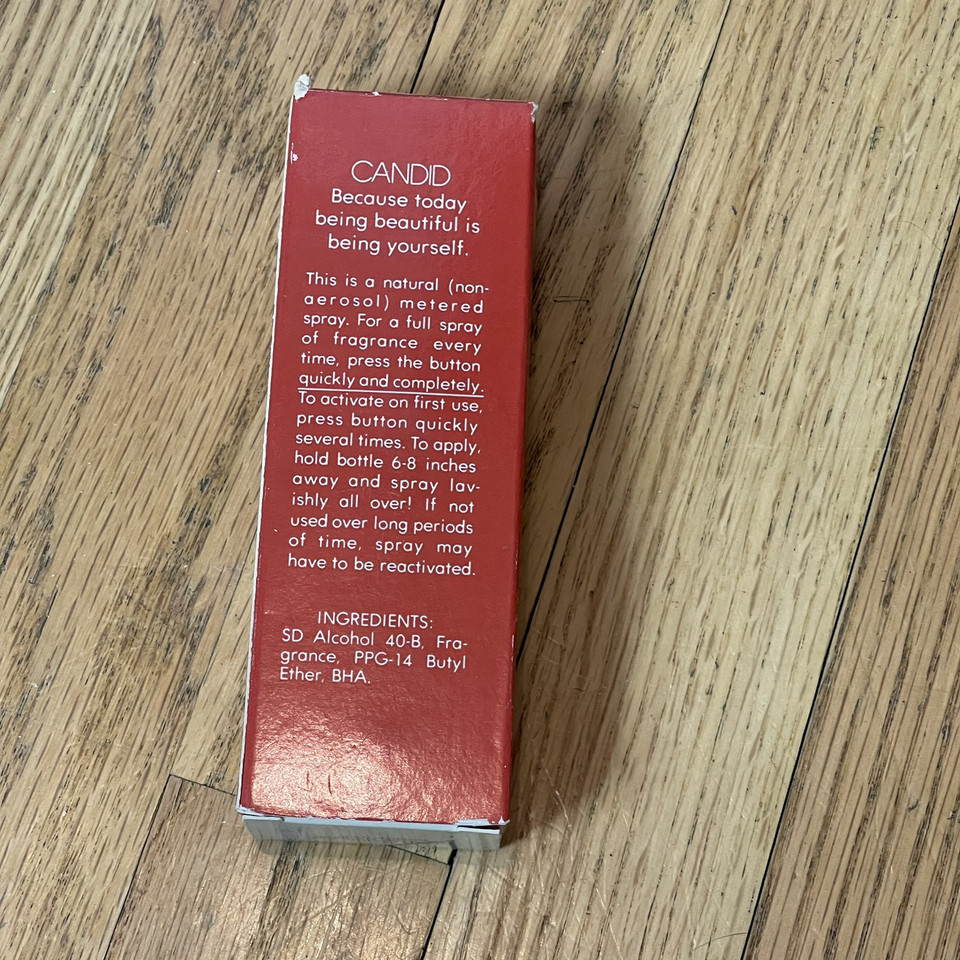 CANDID
Because today
being beautiful is
being yourself.
This is a natural (non-
aerosol) metered
spray. For a full spray
of fragrance every
time, press the button
quickly and completely.
To activate on first use,
press button quickly
several times. To apply,
hold bottle 6-8 inches
away and spray lav-
ishly all over! If not
used over long periods
of time, spray may
have to be reactivated.
INGREDIENTS:
SD Alcohol 40-B, Fra-
grance, PPG-14 Butyl
Ether, BHA.